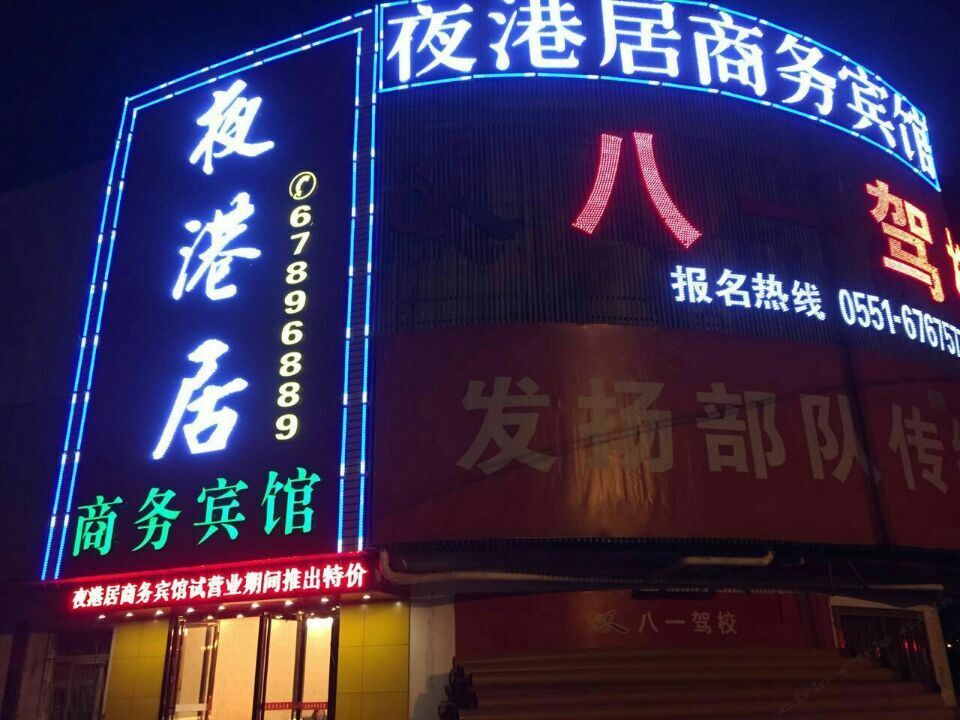 夜港居商务宾馆
夜港居
✆67896889
商务宾馆
夜港居商务宾馆试营业期间推出特价
八一驾
报名热线 0551-67675
发扬部队传
八一驾校